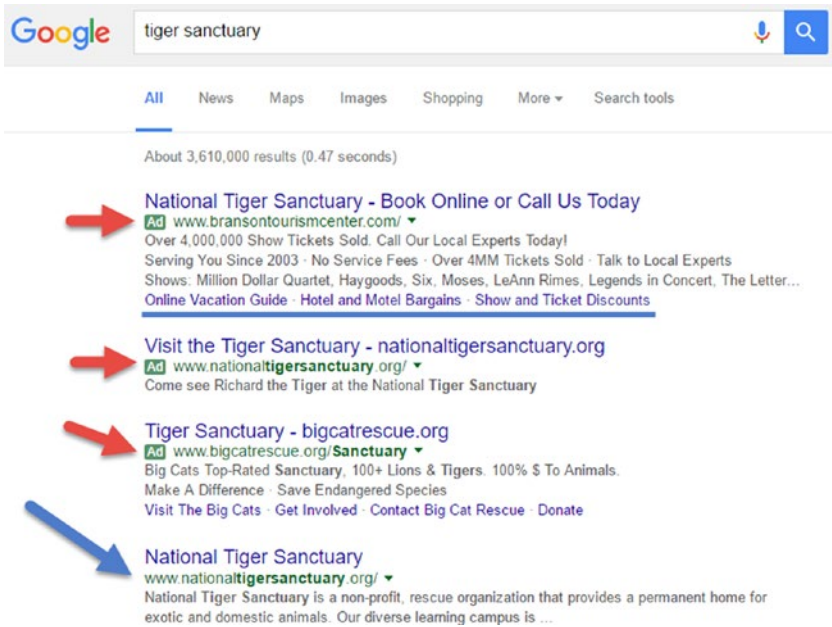 Google tiger sanctuary
All News Maps Images Shopping More Search tools
About 3,610,000 results (0.47 seconds)
National Tiger Sanctuary - Book Online or Call Us Today
Ad www.bransontourismcenter.com/
Over 4,000,000 Show Tickets Sold. Call Our Local Experts Today!
Serving You Since 2003 · No Service Fees · Over 4MM Tickets Sold · Talk to Local Experts
Shows: Million Dollar Quartet, Haygoods, Six, Moses, LeAnn Rimes, Legends in Concert, The Letter...
Online Vacation Guide · Hotel and Motel Bargains · Show and Ticket Discounts
Visit the Tiger Sanctuary - nationaltigersanctuary.org
Ad www.nationaltigersanctuary.org/
Come see Richard the Tiger at the National Tiger Sanctuary
Tiger Sanctuary - bigcatrescue.org
Ad www.bigcatrescue.org/Sanctuary
Big Cats Top-Rated Sanctuary, 100+ Lions & Tigers. 100% $ To Animals.
Make A Difference · Save Endangered Species
Visit The Big Cats · Get Involved · Contact Big Cat Rescue · Donate
National Tiger Sanctuary
www.nationaltigersanctuary.org/
National Tiger Sanctuary is a non-profit, rescue organization that provides a permanent home for
exotic and domestic animals. Our diverse learning campus is ...